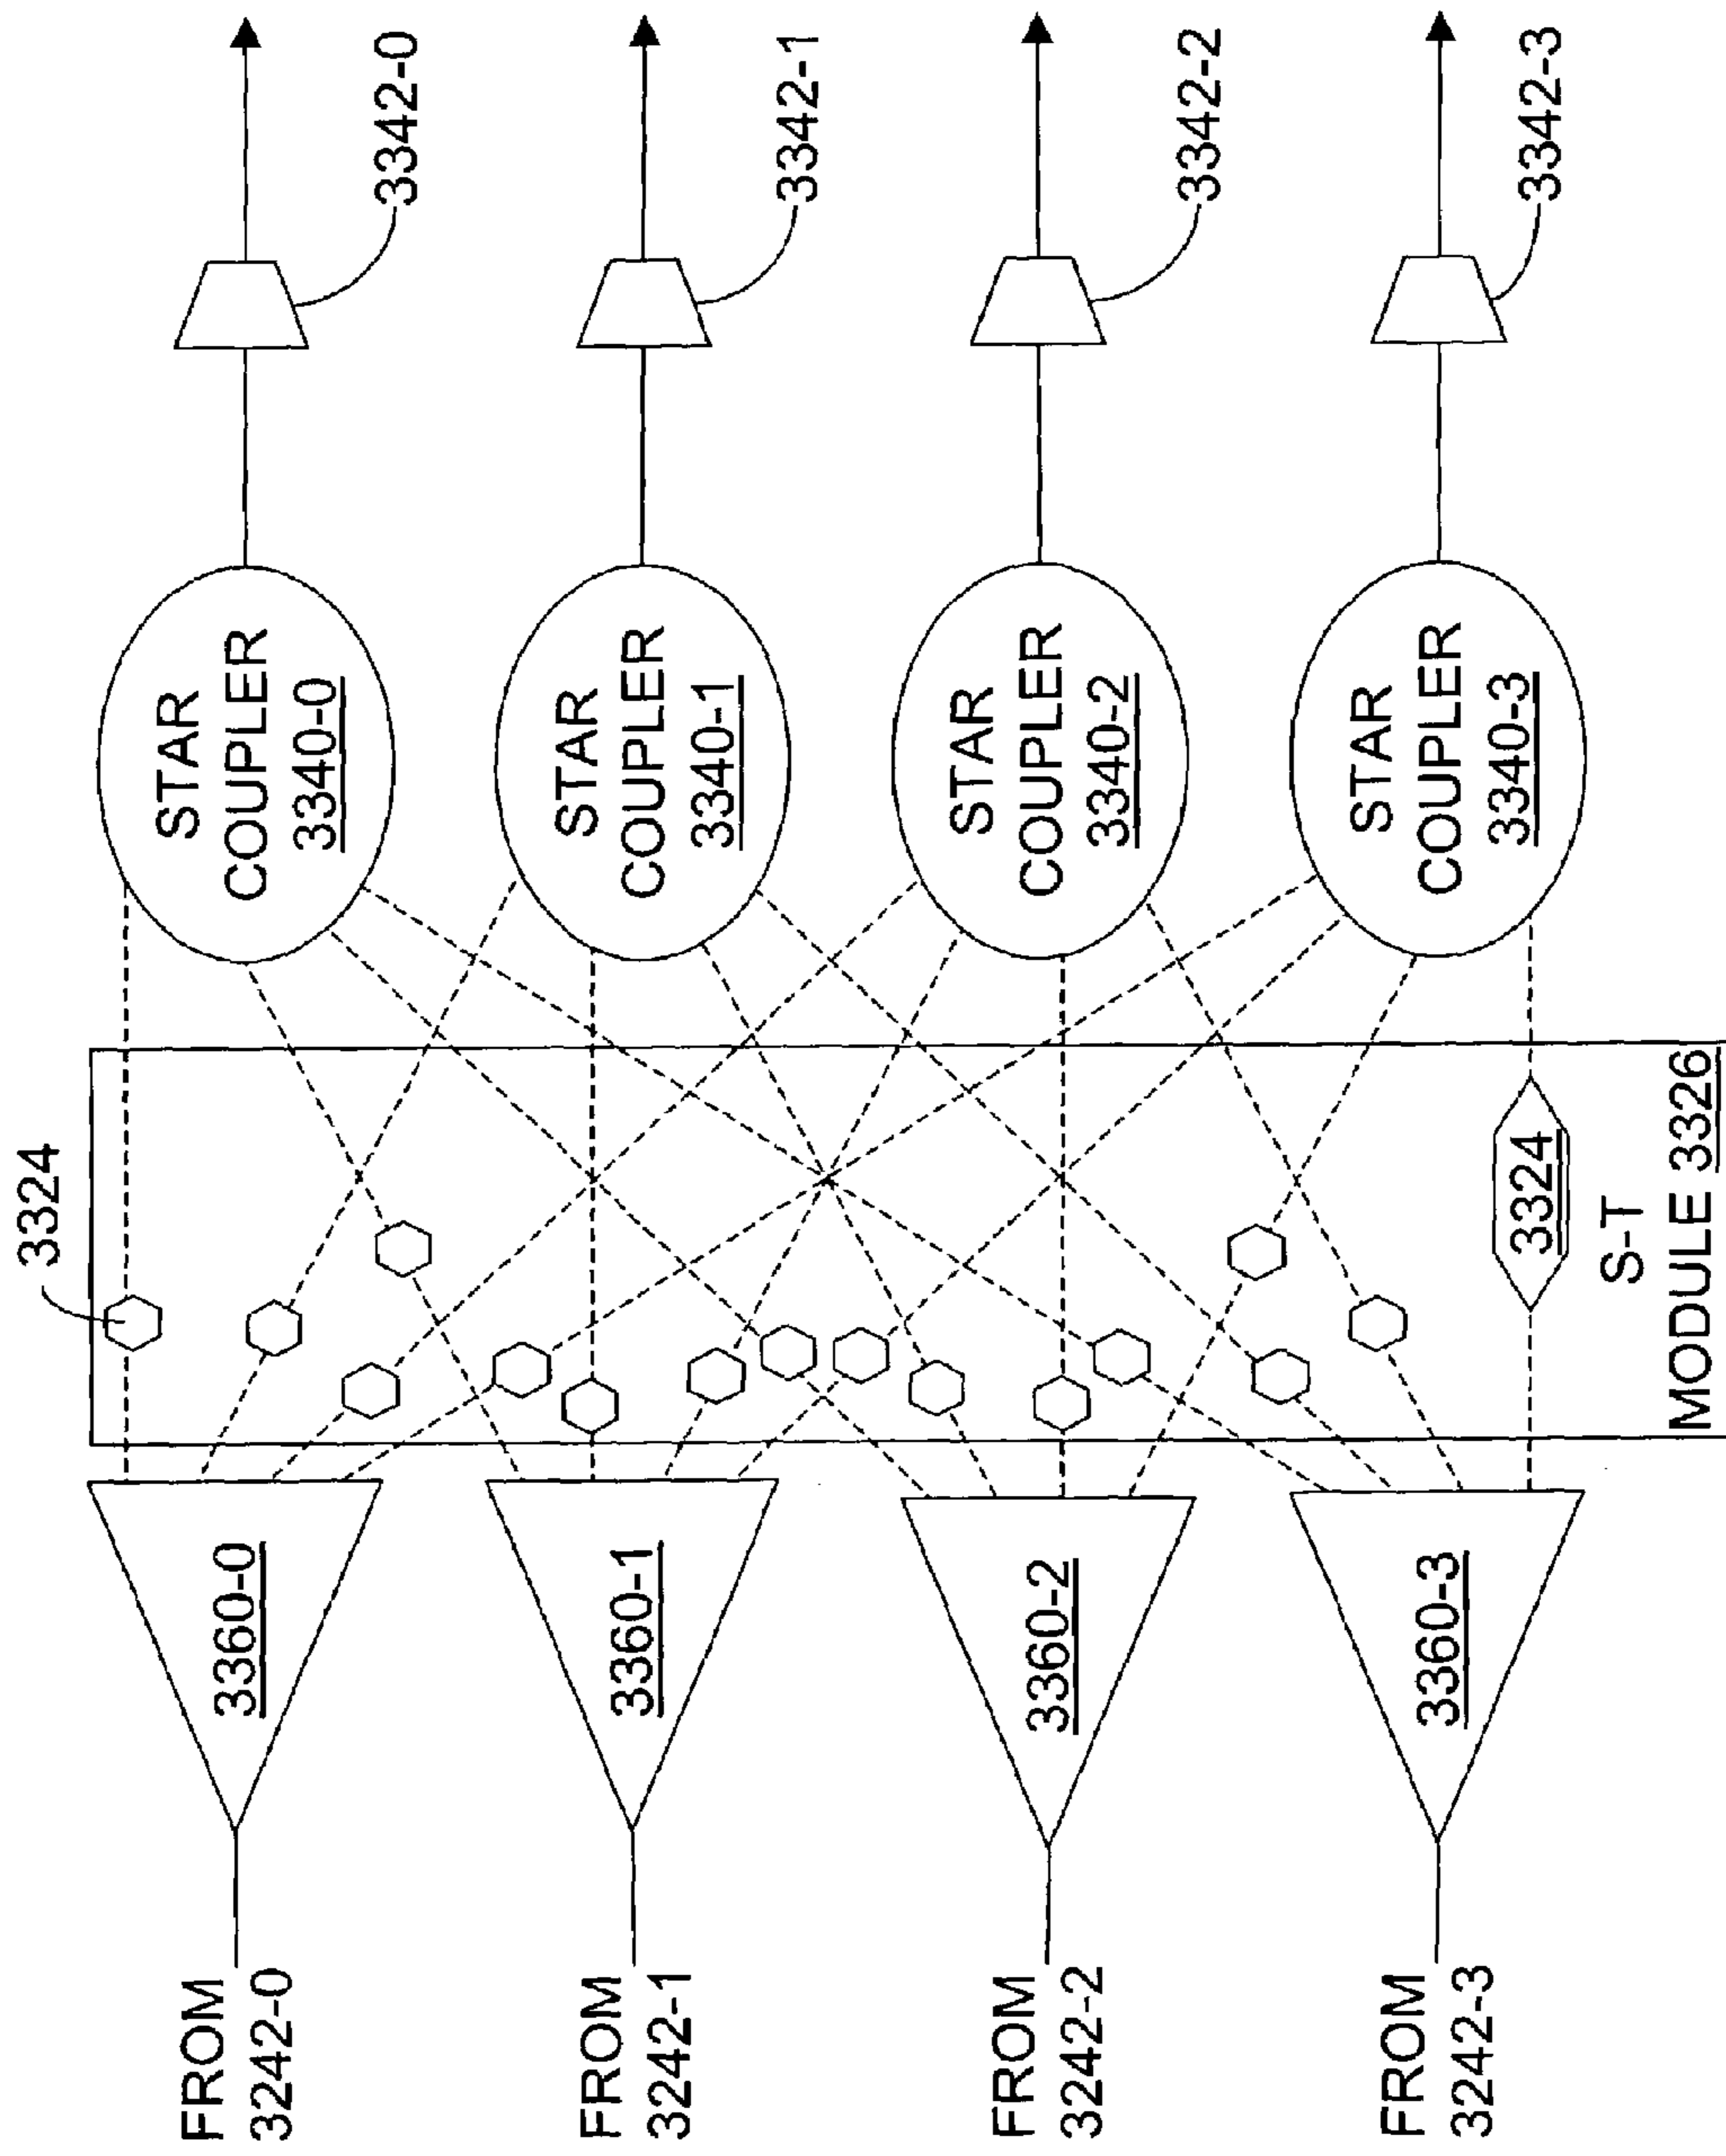 3324
FROM
3242-0
3360-0
STAR
COUPLER
3340-0
3342-0
FROM
3242-1
3360-1
STAR
COUPLER
3340-1
3342-1
FROM
3242-2
3360-2
STAR
COUPLER
3340-2
3342-2
FROM
3242-3
3360-3
3324
STAR
COUPLER
3340-3
3342-3
S-T
MODULE 3326